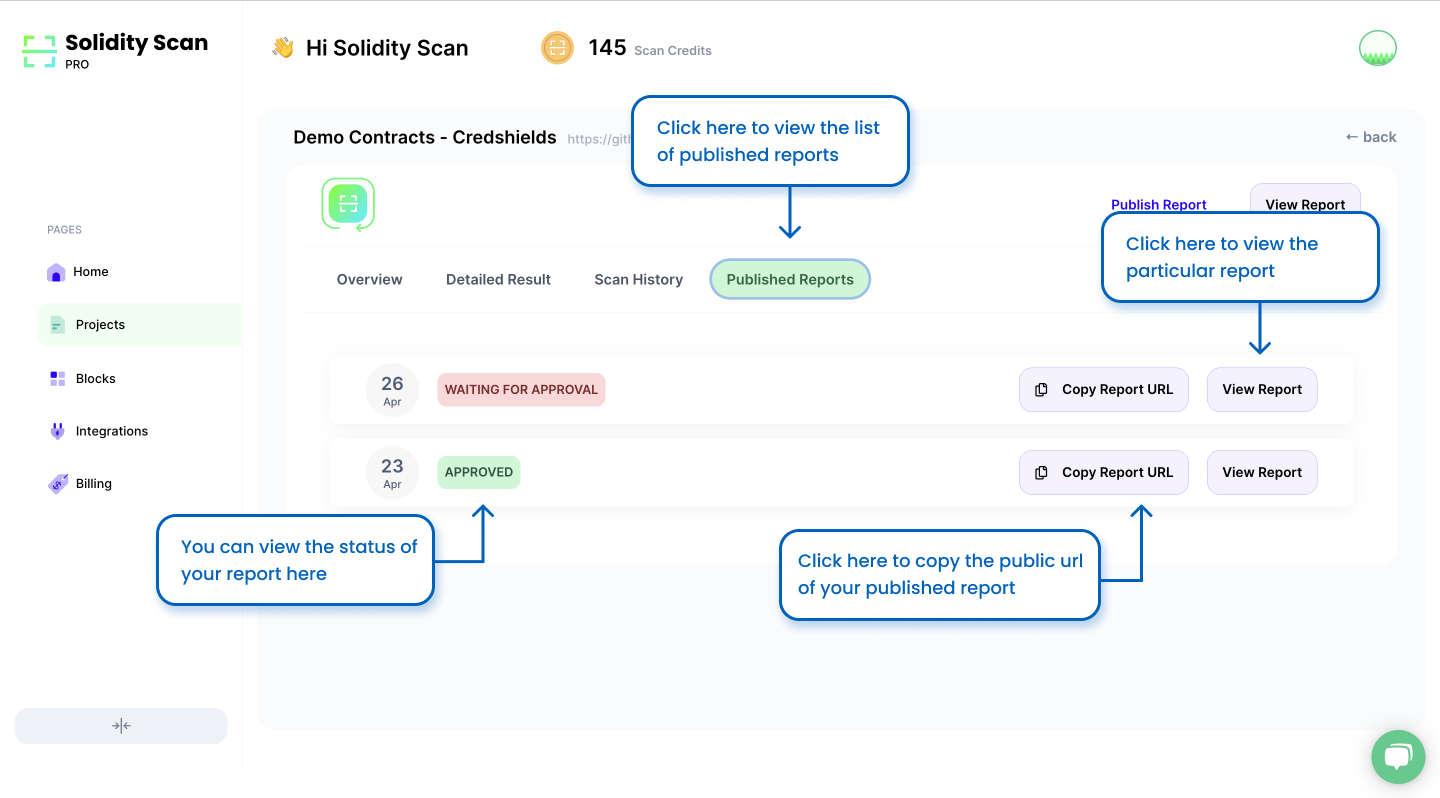 Solidity Scan
PRO
Hi Solidity Scan
145 Scan Credits
Click here to view the list
of published reports
Demo Contracts - Credshields
← back
Publish Report
View Report
Click here to view the
particular report
PAGES
Home
Projects
Blocks
Integrations
Billing
Overview
Detailed Result
Scan History
Published Reports
26
Apr
WAITING FOR APPROVAL
Copy Report URL
View Report
23
Apr
APPROVED
Copy Report URL
View Report
You can view the status of
your report here
Click here to copy the public url
of your published report